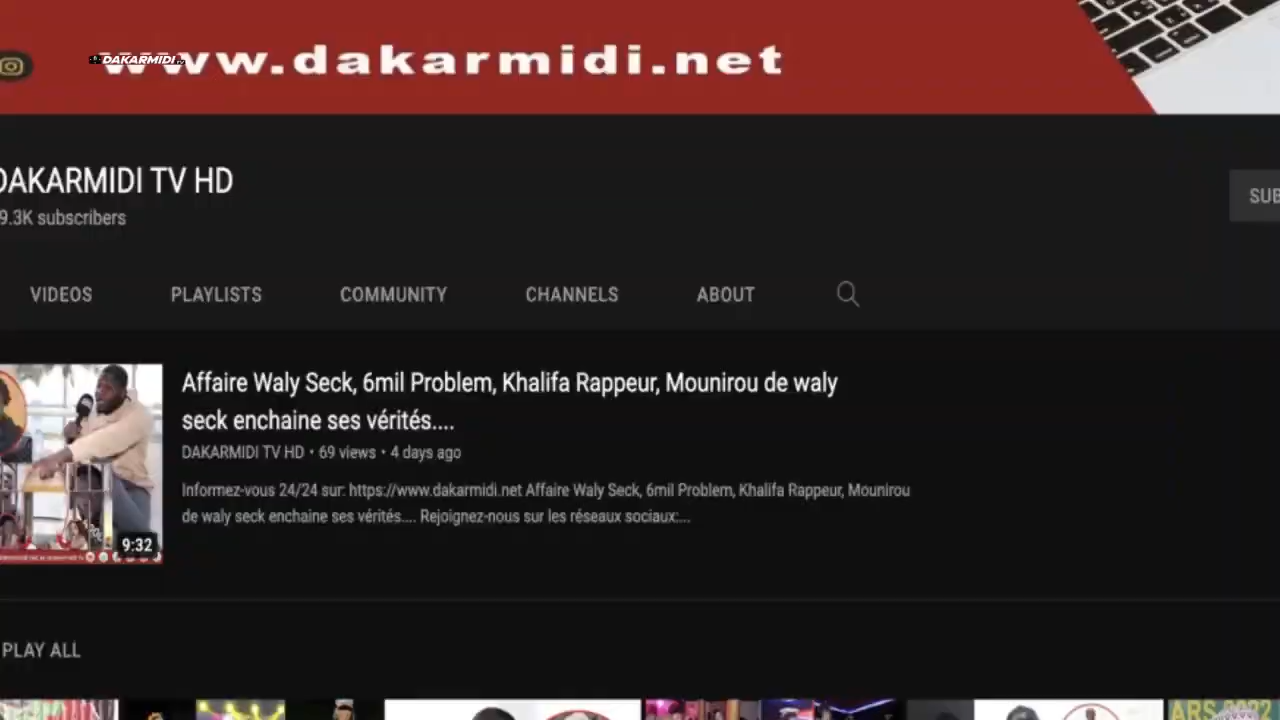 www.dakarmidi.net
DAKARMIDI
DAKARMIDI TV HD
9.3K subscribers
SUB
VIDEOS
PLAYLISTS
COMMUNITY
CHANNELS
ABOUT
Affaire Waly Seck, 6mil Problem, Khalifa Rappeur, Mounirou de waly
seck enchaine ses vérités....
DAKARMIDI TV HD • 69 views • 4 days ago
Informez-vous 24/24 sur: https://www.dakarmidi.net Affaire Waly Seck, 6mil Problem, Khalifa Rappeur, Mounirou
de waly seck enchaine ses vérités.... Rejoignez-nous sur les réseaux sociaux:...
9:32
PLAY ALL